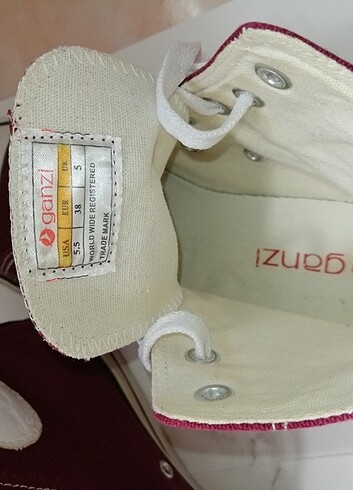 ganzi
USA EUR UK
5.5 38 5
WORLD WIDE REGISTERED
TRADE MARK
ganzi